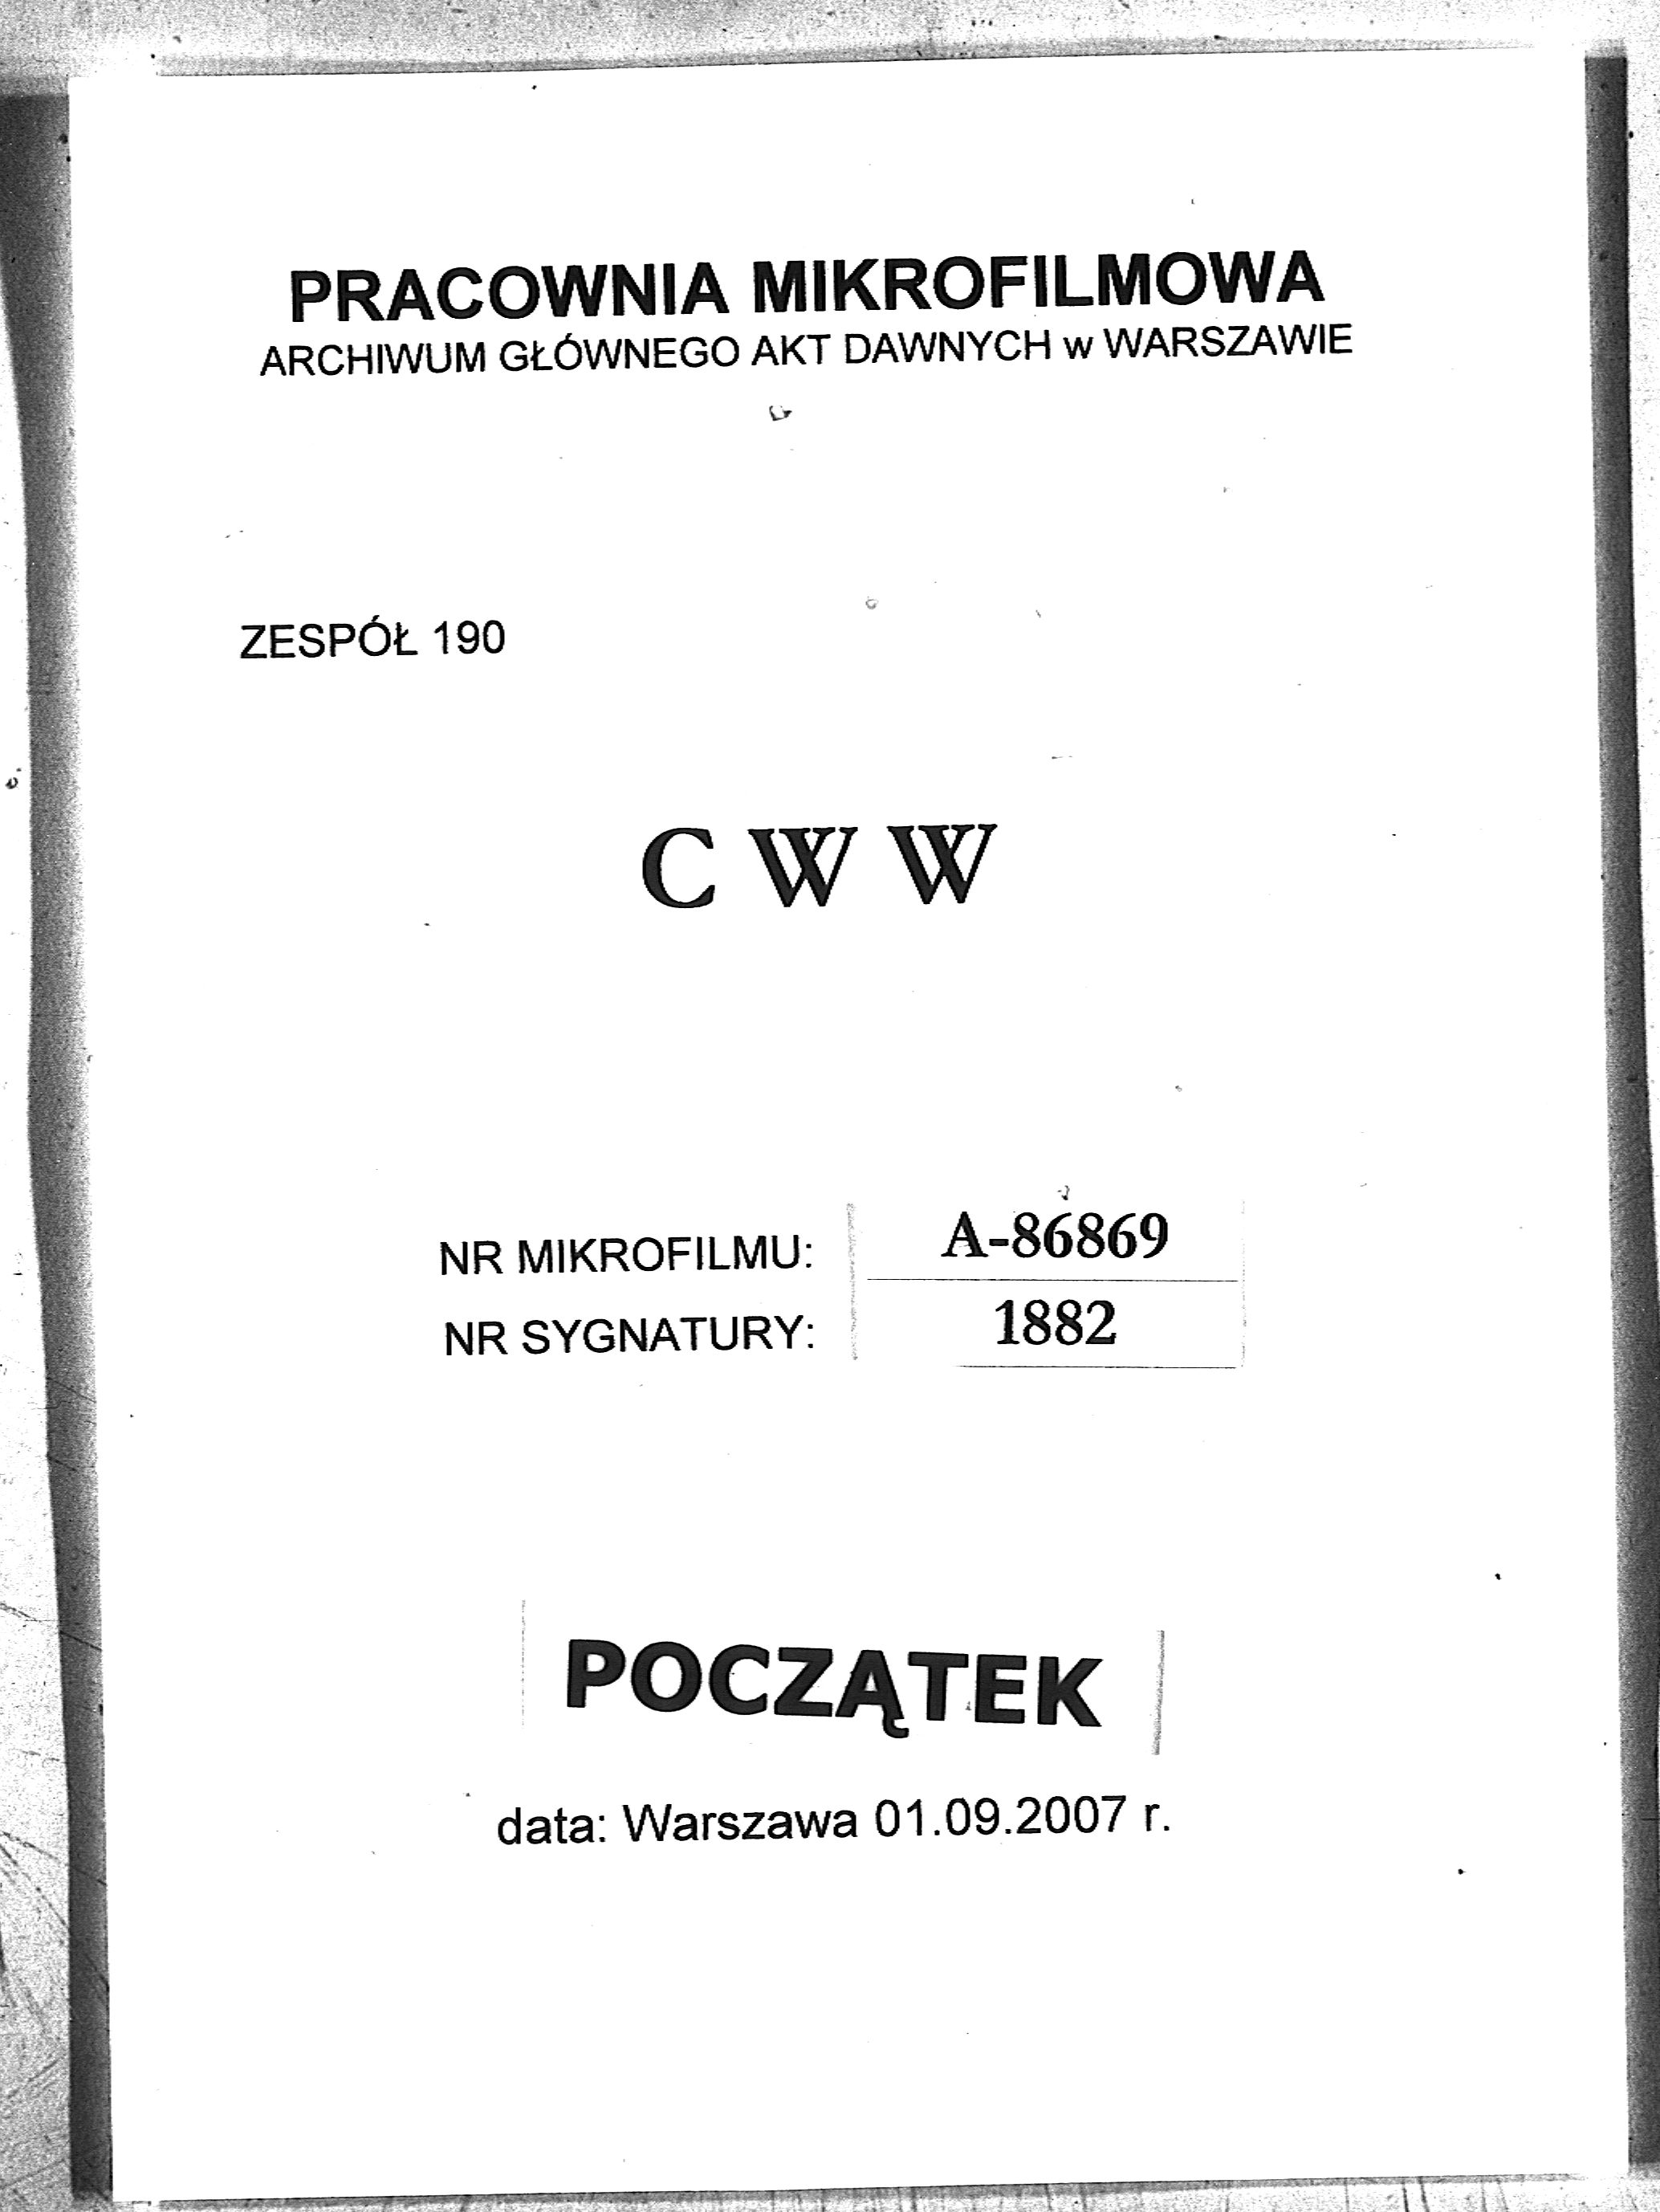 PRACOWNIA MIKROFILMOWA
ARCHIWUM GŁÓWNEGO AKT DAWNYCH w WARSZAWIE
ZESPÓŁ 190
C W W
NR MIKROFILMU: A-86869
NR SYGNATURY: 1882
POCZĄTEK
data: Warszawa 01.09.2007 r.